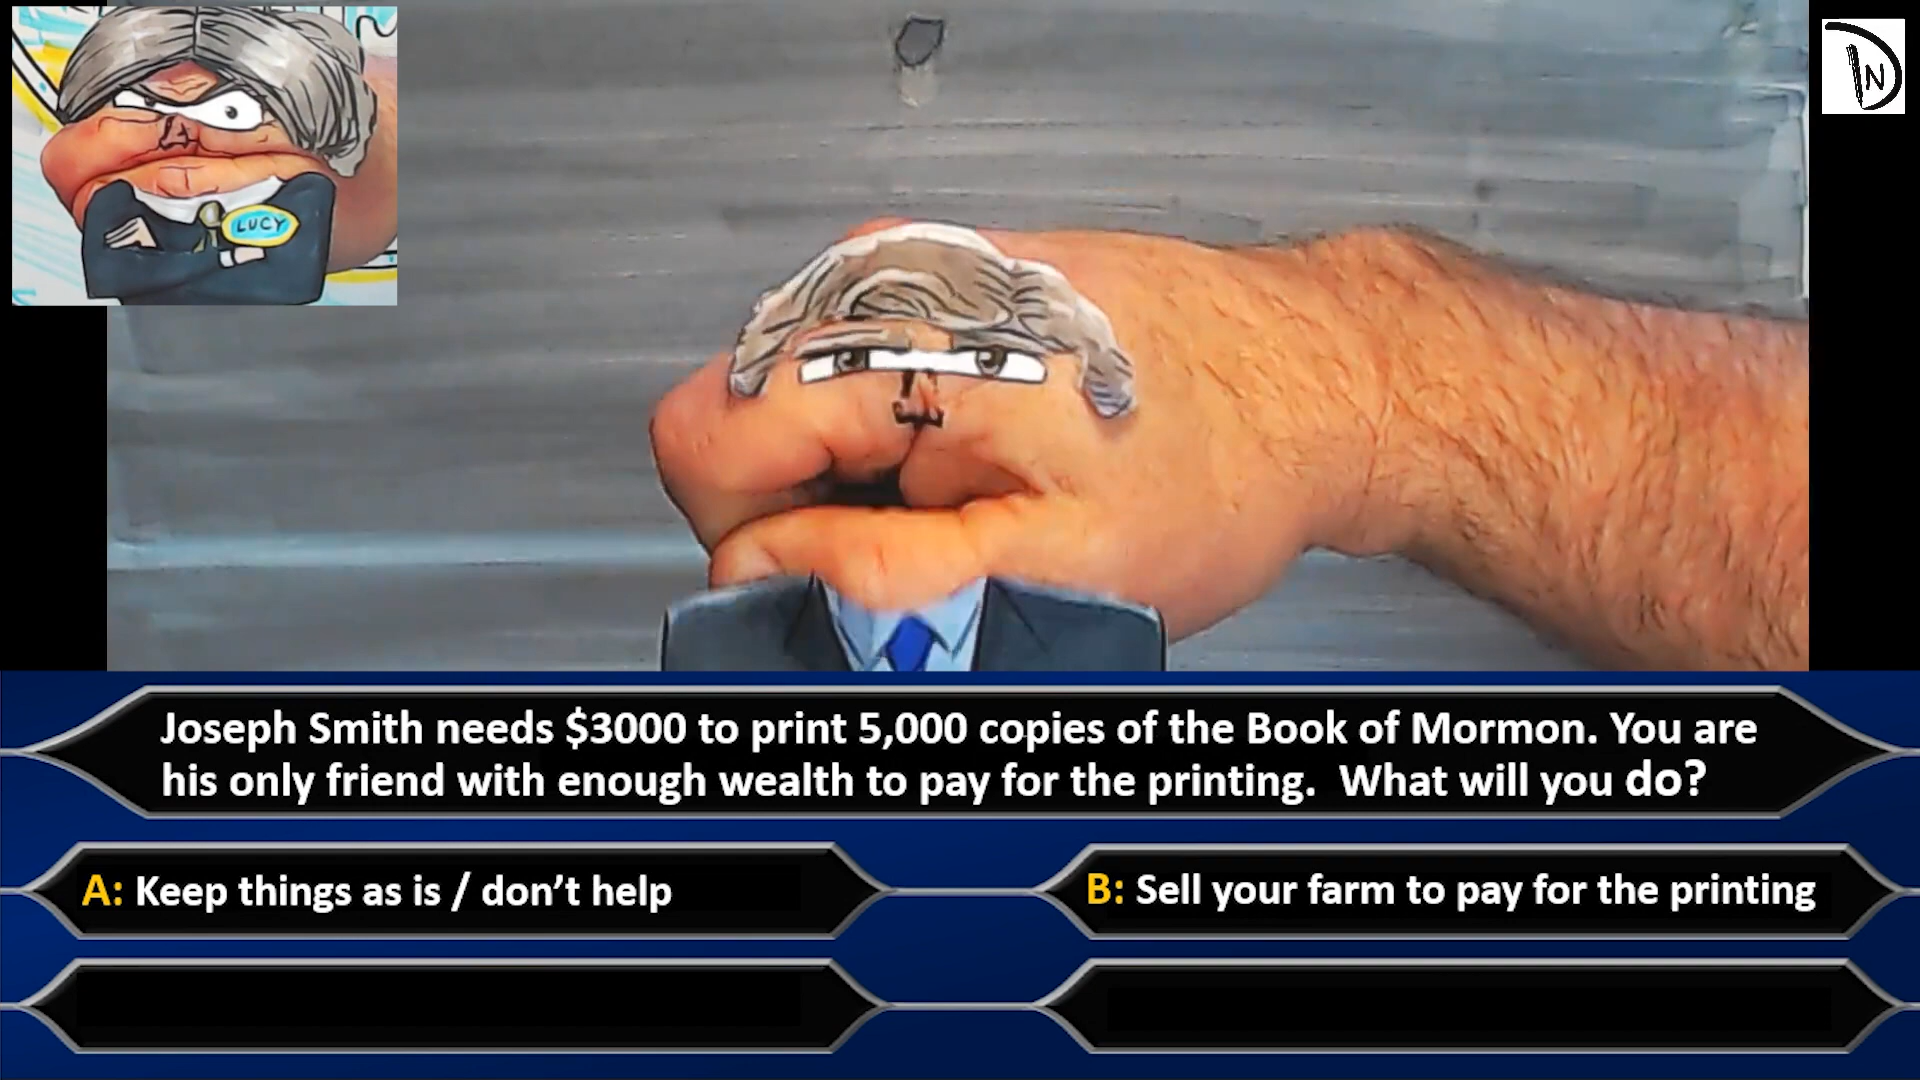 LUCY
DN
Joseph Smith needs $3000 to print 5,000 copies of the Book of Mormon. You are
his only friend with enough wealth to pay for the printing. What will you do?
A: Keep things as is / don’t help
B: Sell your farm to pay for the printing